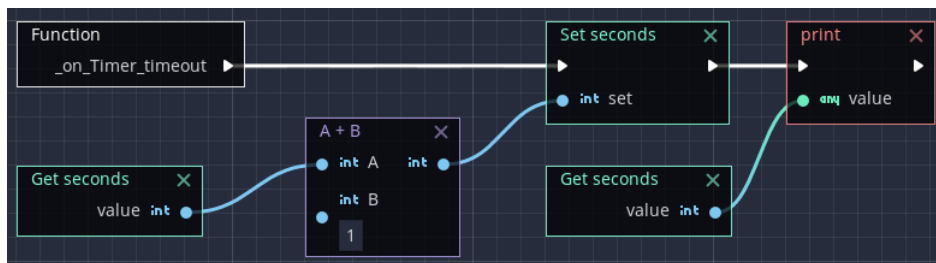 Function
_on_Timer_timeout
Set seconds
int set
print
any value
A + B
int A int
int B
1
Get seconds
value int
Get seconds
value int